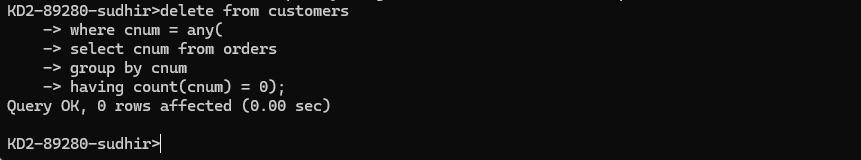 KD2-89280-sudhir>delete from customers
    -> where cnum = any(
    -> select cnum from orders
    -> group by cnum
    -> having count(cnum) = 0);
Query OK, 0 rows affected (0.00 sec)

KD2-89280-sudhir>